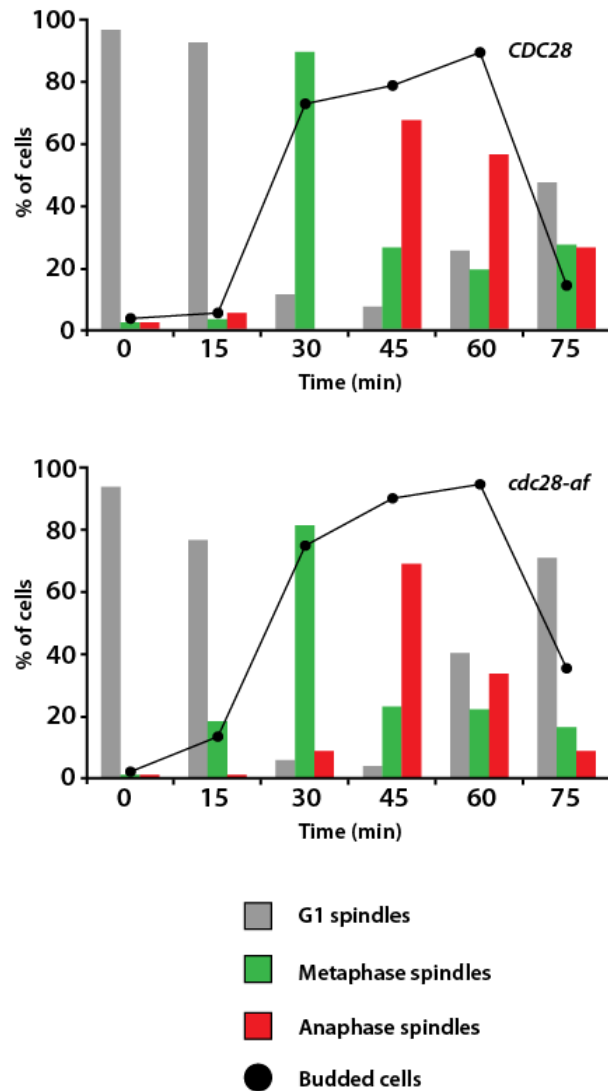 % of cells
100
80
60
40
20
0
CDC28
0 15 30 45 60 75
Time (min)
% of cells
100
80
60
40
20
0
cdc28-af
0 15 30 45 60 75
Time (min)
G1 spindles
Metaphase spindles
Anaphase spindles
Budded cells